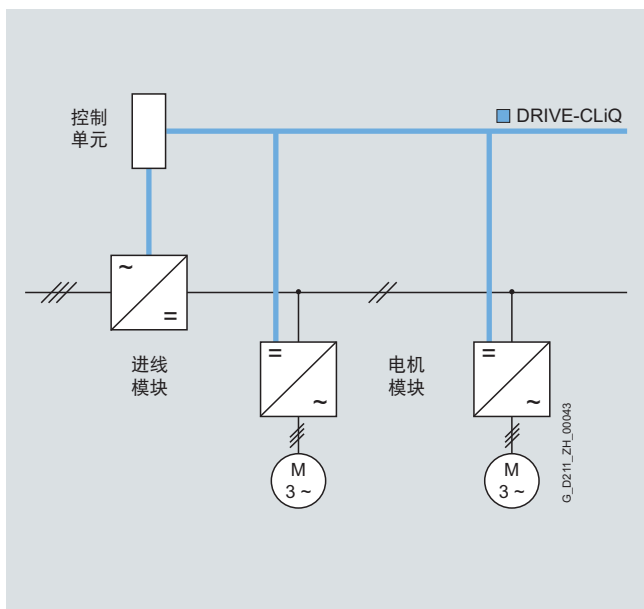 控制
单元
DRIVE-CLiQ
~
=
进线
模块
=
~
电机
模块
=
~
M
3 ~
M
3 ~
G_D211_ZH_00043